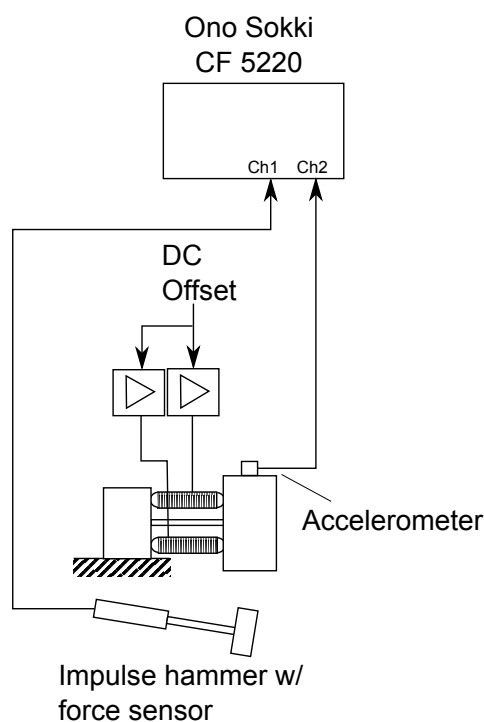 Ono Sokki
CF 5220
Ch1 Ch2
DC
Offset
Accelerometer
Impulse hammer w/
force sensor